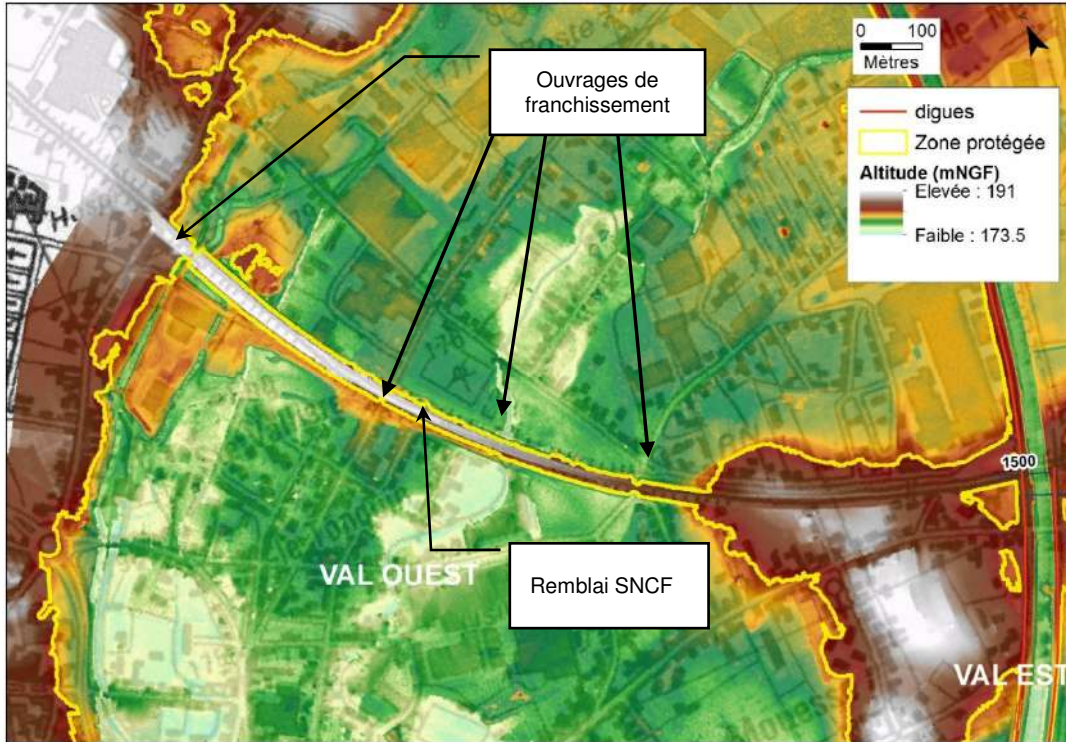 Ouvrages de
franchissement
0 100
Mètres
digues
Zone protégée
Altitude (mNGF)
Elevée : 191
Faible : 173.5
1500
VAL OUEST
Remblai SNCF
VAL EST